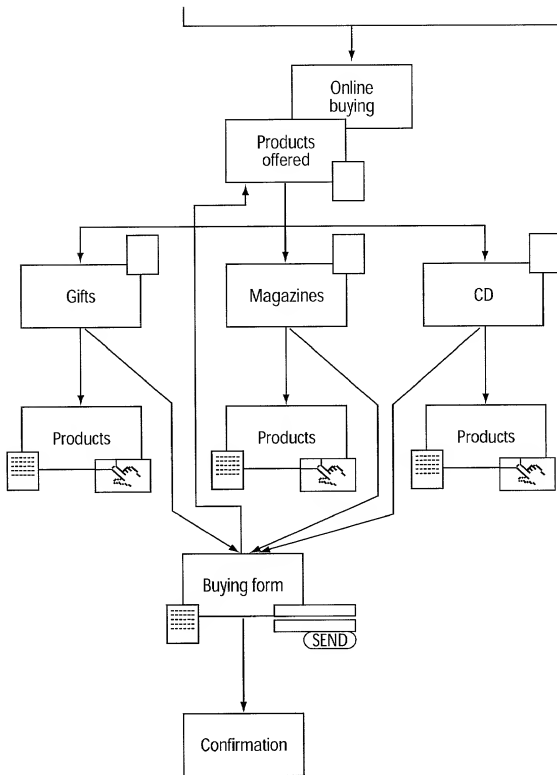 Online
buying
Products
offered
Gifts
Magazines
CD
Products
Products
Products
Buying form
SEND
Confirmation